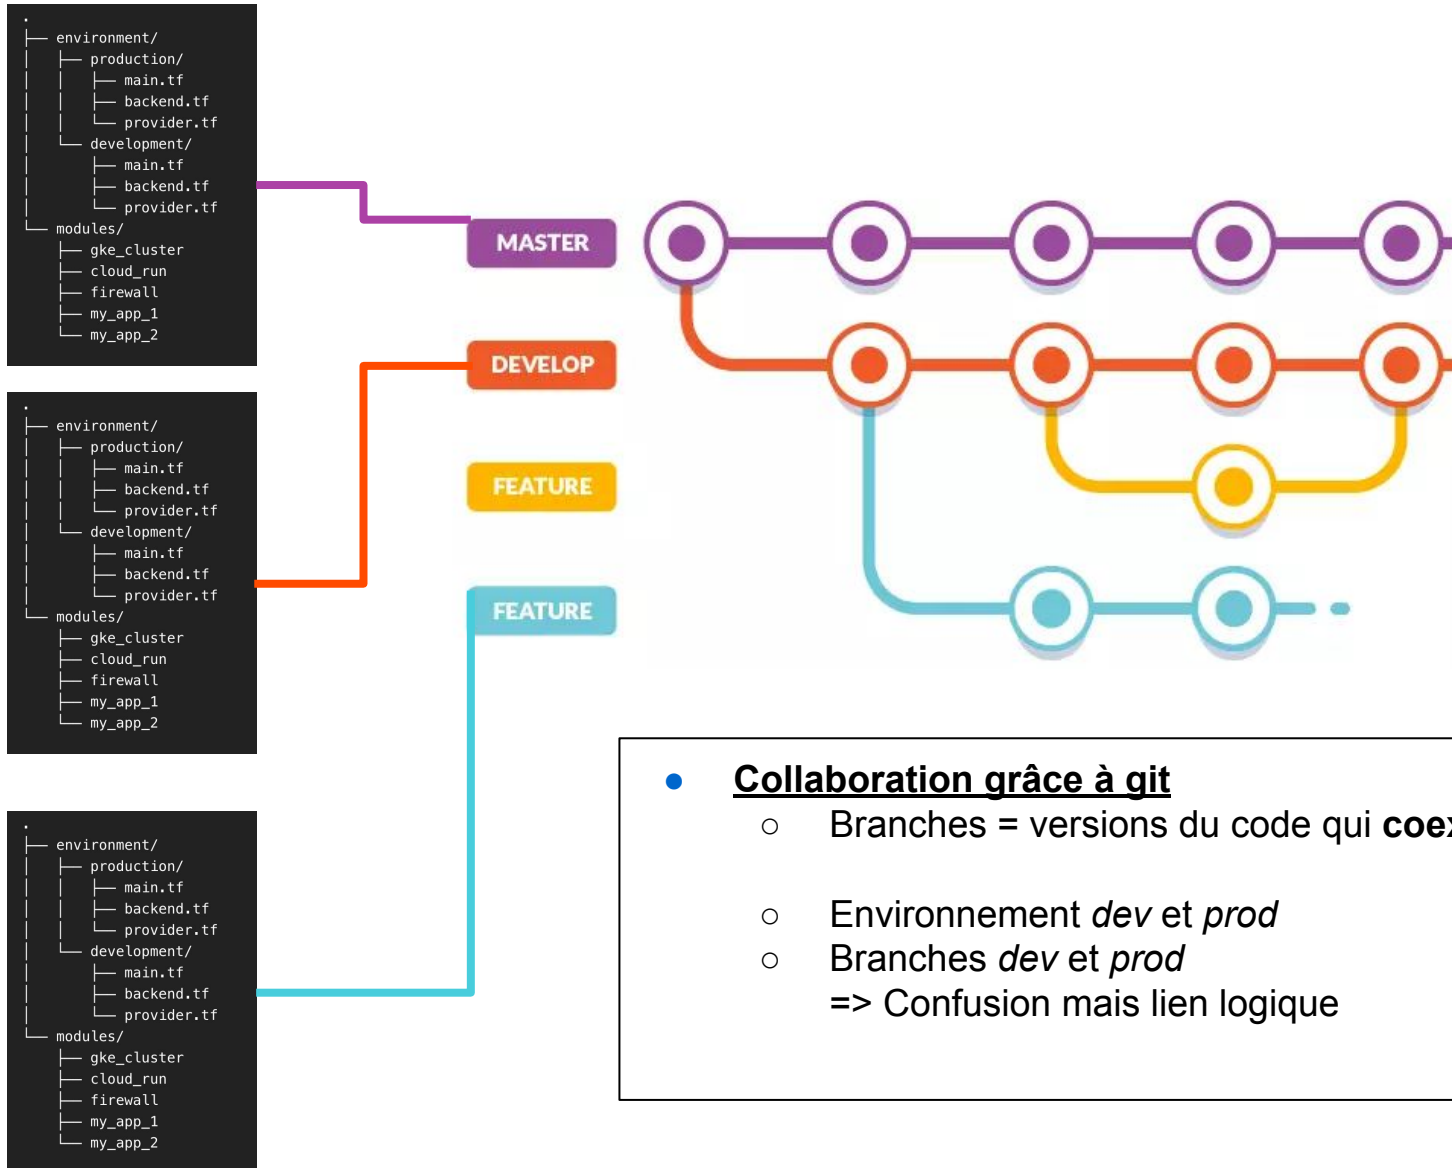 .
├── environment/
│   ├── production/
│   │   ├── main.tf
│   │   ├── backend.tf
│   │   └── provider.tf
│   └── development/
│       ├── main.tf
│       ├── backend.tf
│       └── provider.tf
└── modules/
    ├── gke_cluster
    ├── cloud_run
    ├── firewall
    ├── my_app_1
    └── my_app_2
.
├── environment/
│   ├── production/
│   │   ├── main.tf
│   │   ├── backend.tf
│   │   └── provider.tf
│   └── development/
│       ├── main.tf
│       ├── backend.tf
│       └── provider.tf
└── modules/
    ├── gke_cluster
    ├── cloud_run
    ├── firewall
    ├── my_app_1
    └── my_app_2
.
├── environment/
│   ├── production/
│   │   ├── main.tf
│   │   ├── backend.tf
│   │   └── provider.tf
│   └── development/
│       ├── main.tf
│       ├── backend.tf
│       └── provider.tf
└── modules/
    ├── gke_cluster
    ├── cloud_run
    ├── firewall
    ├── my_app_1
    └── my_app_2
MASTER
DEVELOP
FEATURE
FEATURE
● Collaboration grâce à git
○ Branches = versions du code qui
○ Environnement dev et prod
○ Branches dev et prod
=> Confusion mais lien logique